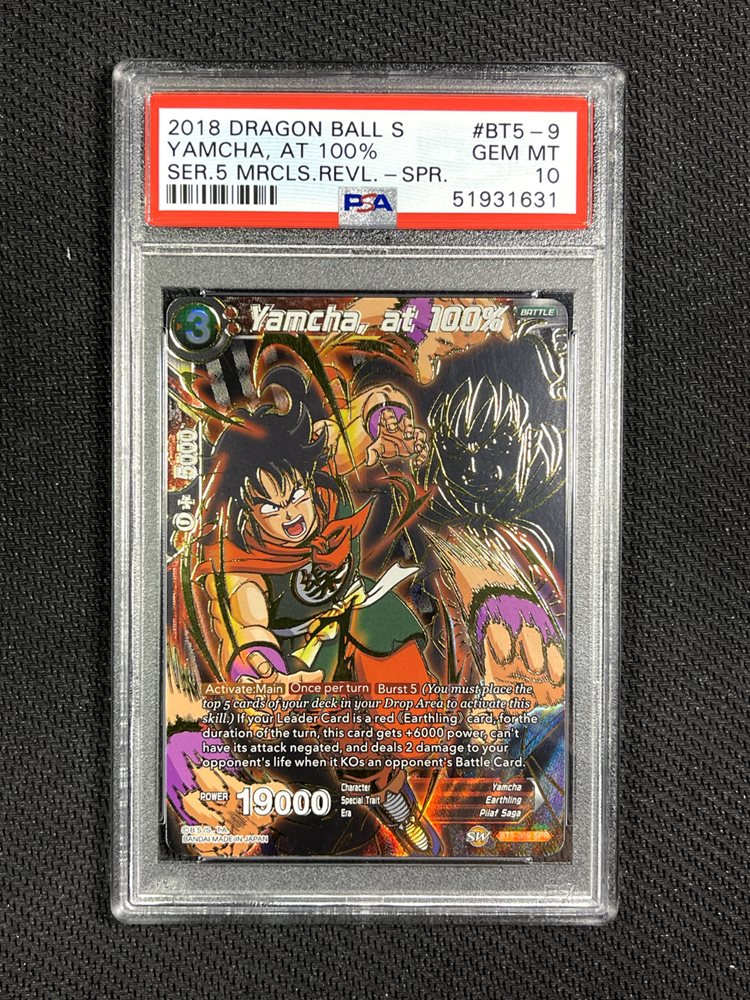 2018 DRAGON BALL S #BT5-9
YAMCHA, AT 100% GEM MT
SER.5 MRCLS.REVL.-SPR. 10
PSA 51931631
3 Yamcha, at 100% BATTLE
0+ 5000
Activate:Main Once per turn Burst 5 (You must place the
top 5 cards of your deck in your Drop Area to activate this
skill.) If your Leader Card is a red 《Earthling》 card, for the
duration of the turn, this card gets +6000 power, can't
have its attack negated, and deals 2 damage to your
opponent's life when it KOs an opponent's Battle Card.
POWER 19000
Character Yamcha
Special Trait Earthling
Era Pilaf Saga
BANDAI MADE IN JAPAN
SW BT5-009 SPR